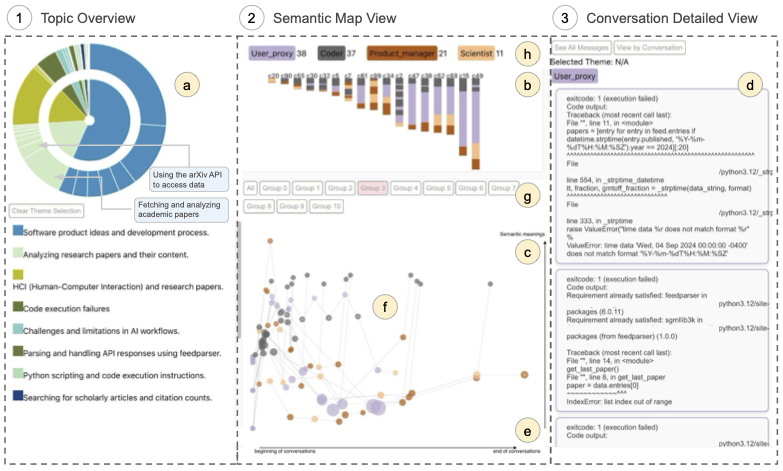 1 Topic Overview
a
Using the arXiv API
to access data
Fetching and analyzing
academic papers
Clear Theme Selection
Software product ideas and development process.
Analyzing research papers and their content.
HCI (Human-Computer Interaction) and research papers.
Code execution failures
Challenges and limitations in AI workflows.
Parsing and handling API responses using feedparser.
Python scripting and code execution instructions.
Searching for scholarly articles and citation counts.
2 Semantic Map View
User_proxy 38 Coder 37 Product_manager 21 Scientist 11
h
b
All Group 0 Group 1 Group 2 Group 3 Group 4 Group 5 Group 6 Group 7
Group 8 Group 9 Group 10
g
Semantic meanings
c
f
e
beginning of conversations end of conversations
3 Conversation Detailed View
See All Messages View by Conversation
Selected Theme: N/A
User_proxy
d
exitcode: 1 (execution failed)
Code output:
Traceback (most recent call last):
File "", line 11, in <module>
papers = [entry for entry in feed.entries if
datetime.strptime(entry.published, '%Y-%m-
%dT%H:%M:%SZ').year == 2024][:20]
File
/python3.12/_strp
line 554, in _strptime_datetime
tt, fraction, gmtoff_fraction = _strptime(data_string, format)
File
/python3.12/_strp
line 333, in _strptime
raise ValueError("time data %r does not match format %r"
%
ValueError: time data 'Wed, 04 Sep 2024 00:00:00 -0400'
does not match format '%Y-%m-%dT%H:%M:%SZ'
exitcode: 1 (execution failed)
Code output:
Requirement already satisfied: feedparser in
python3.12/site-
packages (6.0.11)
Requirement already satisfied: sgmllib3k in
python3.12/site-
packages (from feedparser) (1.0.0)
Traceback (most recent call last):
File "", line 14, in <module>
get_last_paper()
File "", line 8, in get_last_paper
paper = data.entries[0]
~~~~~~~~~~~~^^^
IndexError: list index out of range
exitcode: 1 (execution failed)
Code output:
python3.12/site-